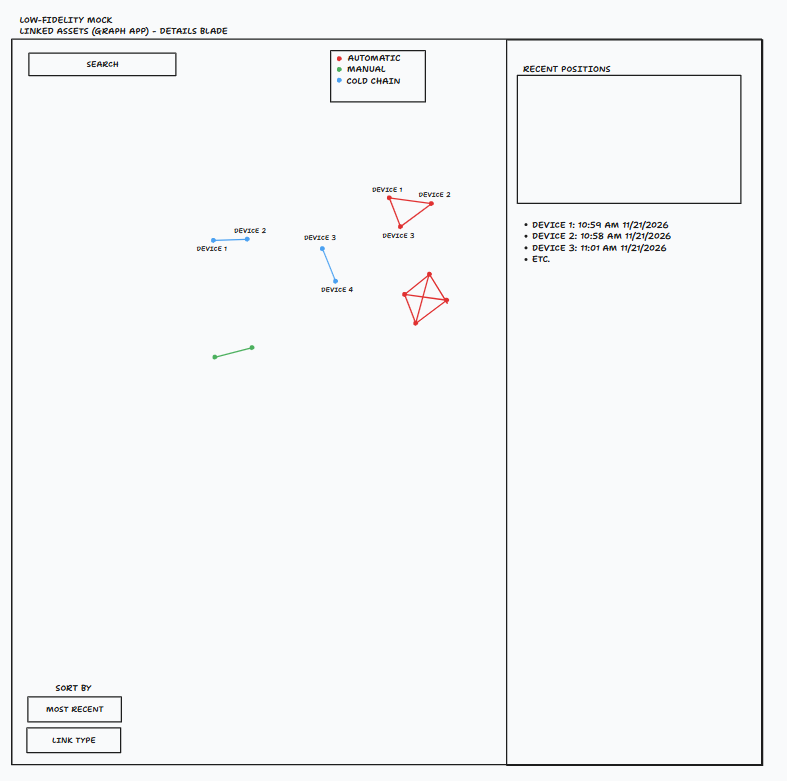 LOW-FIDELITY MOCK
LINKED ASSETS (GRAPH APP) - DETAILS BLADE
SEARCH
AUTOMATIC
MANUAL
COLD CHAIN
RECENT POSITIONS
DEVICE 1
DEVICE 2
DEVICE 3
DEVICE 2
DEVICE 1
DEVICE 3
DEVICE 4
• DEVICE 1: 10:59 AM 11/21/2026
• DEVICE 2: 10:58 AM 11/21/2026
• DEVICE 3: 11:01 AM 11/21/2026
• ETC.
SORT BY
MOST RECENT
LINK TYPE